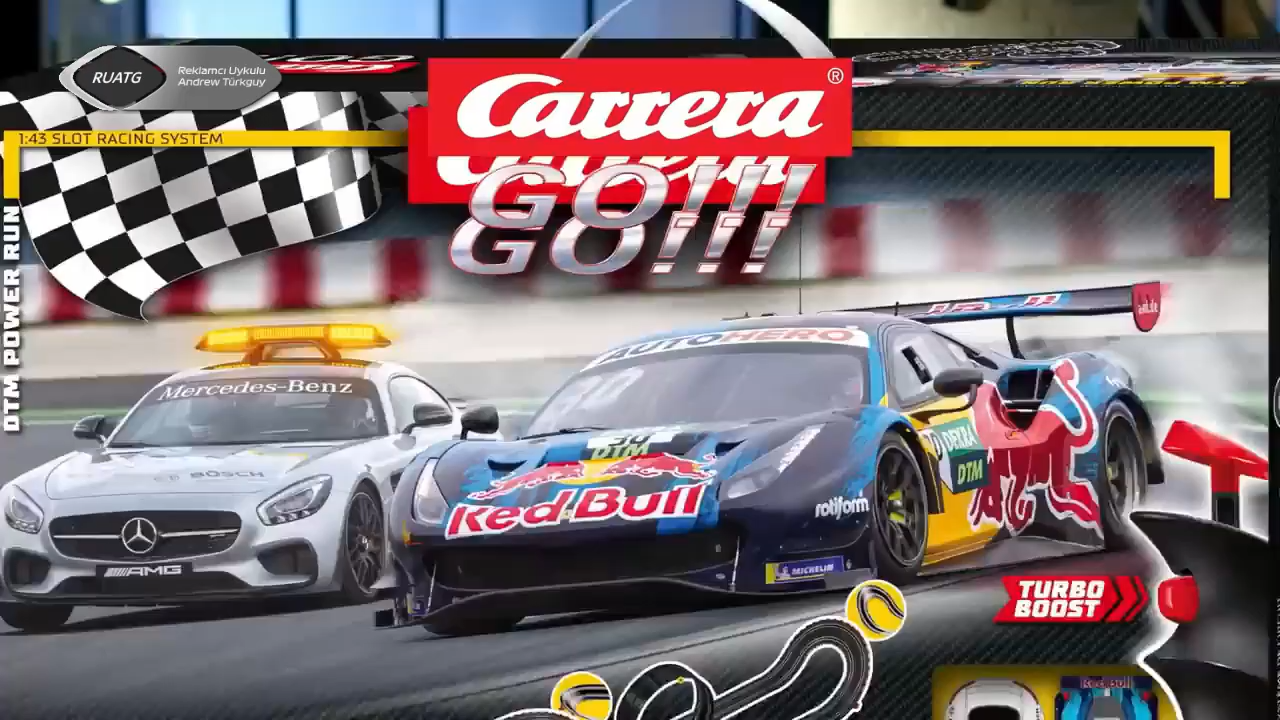 RUATG
Reklamcı Uykulu
Andrew Türkguy
Carrera®
GO!!!
GO!!!
1:43 SLOT RACING SYSTEM
DTM POWER RUN
Mercedes-Benz
BOSCH
AMG
AUTOHERO
DTM
Red Bull
rotiform
MICHELIN
DEKRA
DTM
TURBO
BOOST
Red Bull